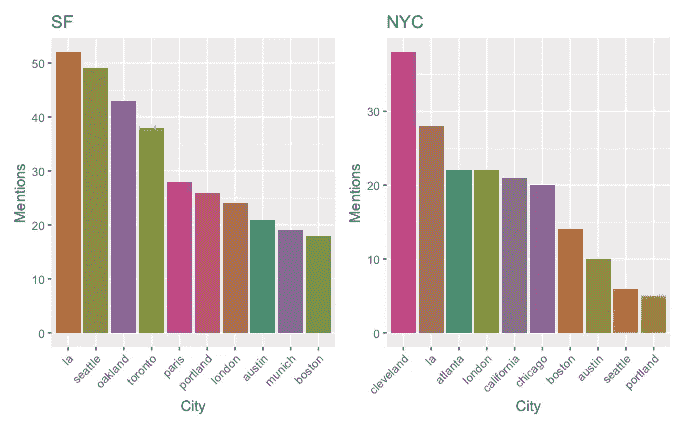 SF
Mentions
50
40
30
20
10
0
la
seattle
oakland
toronto
paris
portland
london
austin
munich
boston
City
NYC
Mentions
30
20
10
0
cleveland
la
atlanta
london
california
chicago
boston
austin
seattle
portland
City